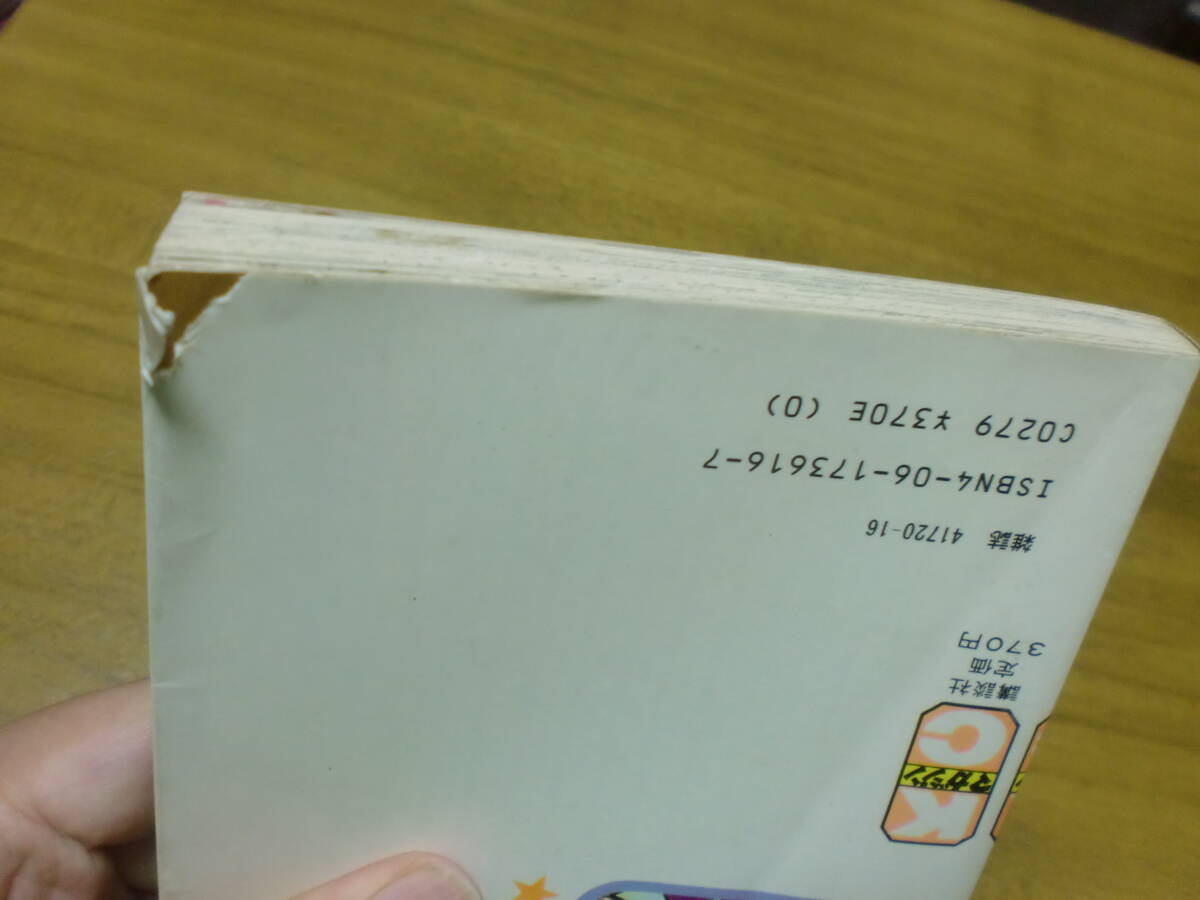 K
マガジン
C
講談社
定価
370円
雑誌 41720-16
ISBN4-06-173616-7
C0279 ¥370E (0)